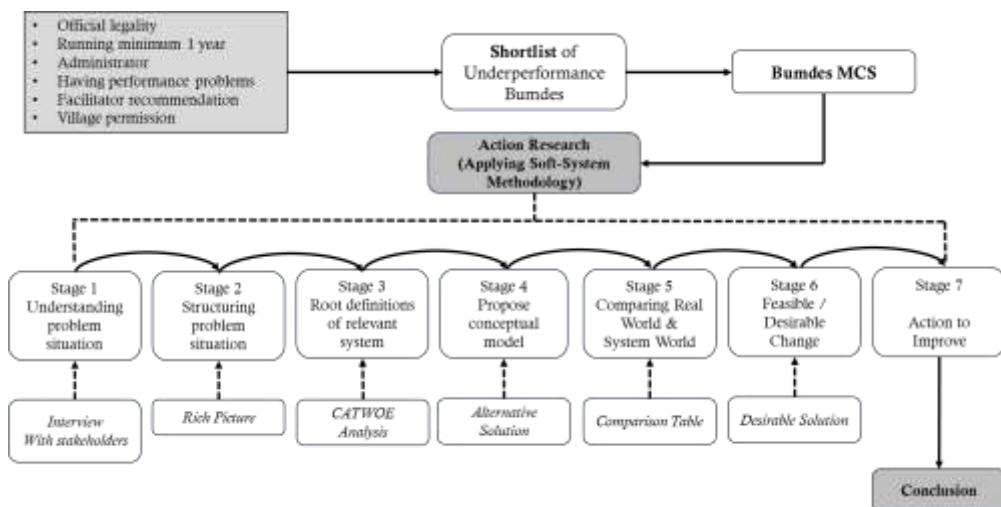 • Official legality
• Running minimum 1 year
• Administrator
• Having performance problems
• Facilitator recommendation
• Village permission
Shortlist of
Underperformance
Bumdes
Bumdes MCS
Action Research
(Applying Soft-System
Methodology)
Stage 1
Understanding
problem
situation
Stage 2
Structuring
problem
situation
Stage 3
Root definitions
of relevant
system
Stage 4
Propose
conceptual
model
Stage 5
Comparing Real
World &
System World
Stage 6
Feasible /
Desirable
Change
Stage 7
Action to
Improve
Interview
With stakeholders
Rich Picture
CATWOE
Analysis
Alternative
Solution
Comparison Table
Desirable Solution
Conclusion